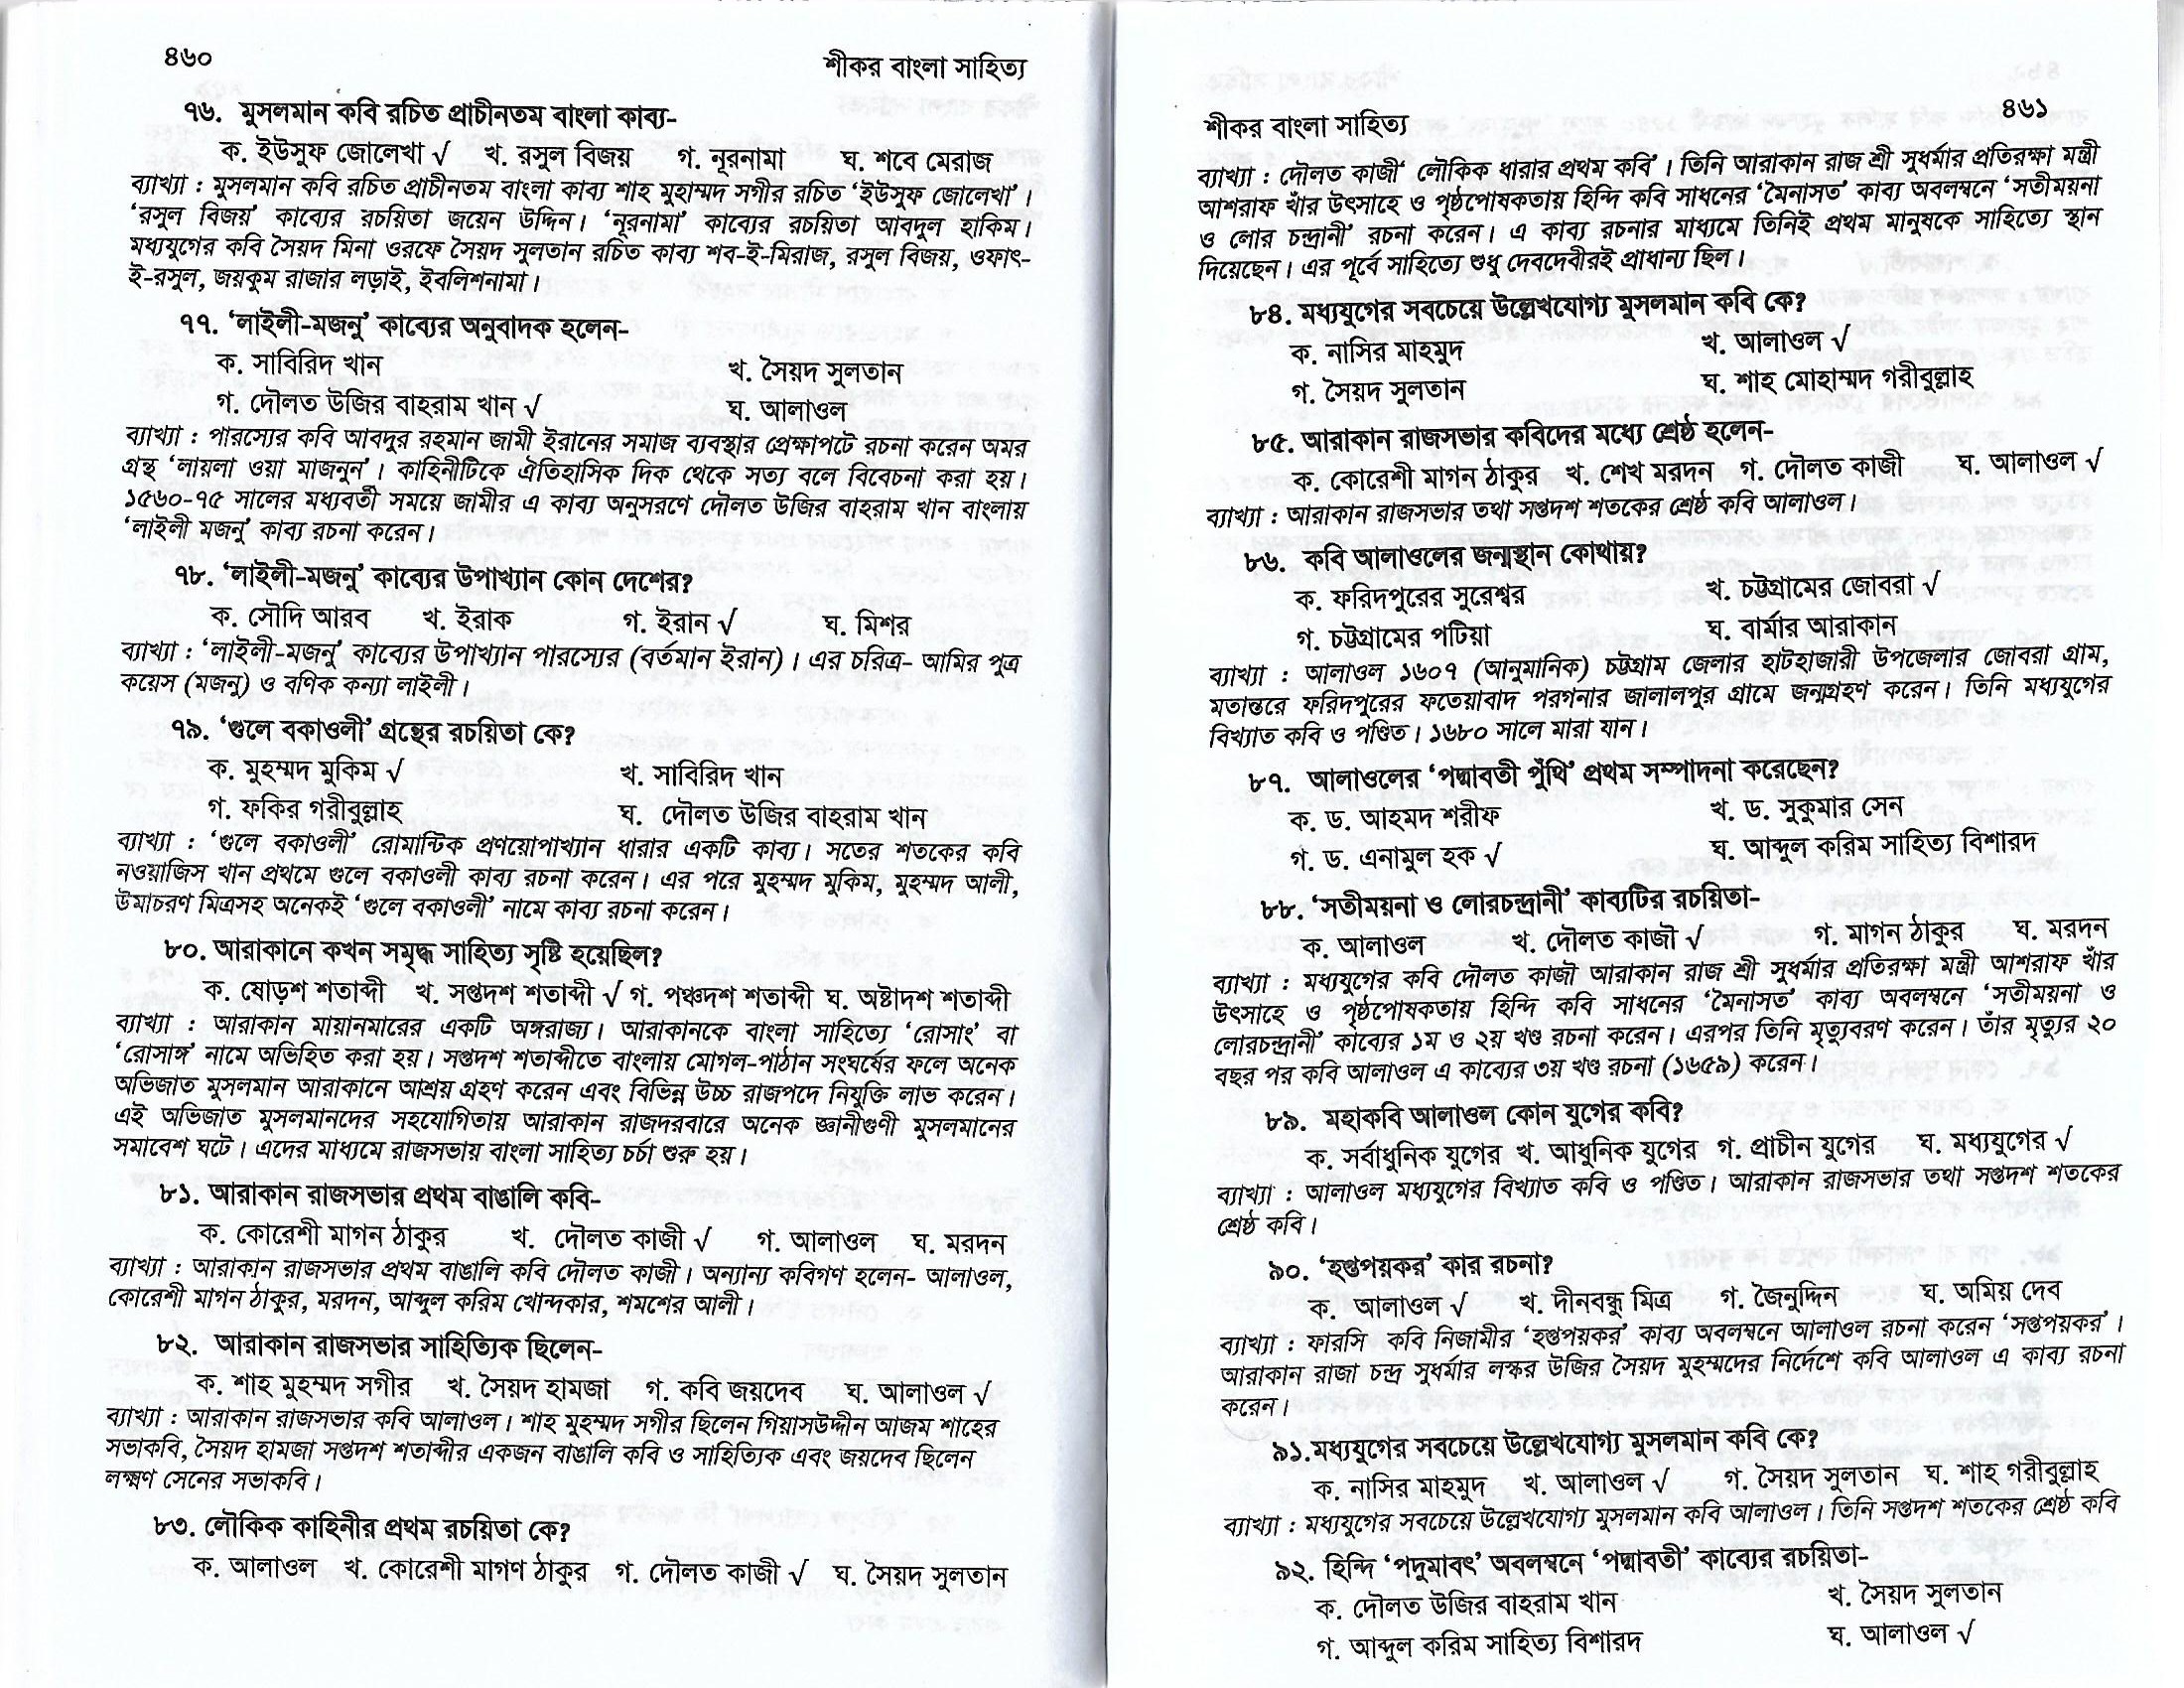 ৪৬০
শীকর বাংলা সাহিত্য
৭৬. মুসলমান কবি রচিত প্রাচীনতম বাংলা কাব্য-
ক. ইউসুফ জোলেখা √ খ. রসুল বিজয় গ. নূরনামা ঘ. শবে মেরাজ
ব্যাখ্যা : মুসলমান কবি রচিত প্রাচীনতম বাংলা কাব্য শাহ মুহাম্মদ সগীর রচিত ‘ইউসুফ জোলেখা’।
‘রসুল বিজয়’ কাব্যের রচয়িতা জয়েন উদ্দিন। ‘নূরনামা’ কাব্যের রচয়িতা আবদুল হাকিম।
মধ্যযুগের কবি সৈয়দ মিনা ওরফে সৈয়দ সুলতান রচিত কাব্য শব-ই-মিরাজ, রসুল বিজয়, ওফাৎ-
ই-রসুল, জয়কুম রাজার লড়াই, ইবলিশনামা।
৭৭. ‘লাইলী-মজনু’ কাব্যের অনুবাদক হলেন-
ক. সাবিরিদ খান খ. সৈয়দ সুলতান
গ. দৌলত উজির বাহরাম খান √ ঘ. আলাওল
ব্যাখ্যা : পারস্যের কবি আবদুর রহমান জামী ইরানের সমাজ ব্যবস্থার প্রেক্ষাপটে রচনা করেন অমর
গ্রন্থ ‘লায়লা ওয়া মাজনুন’। কাহিনীটিকে ঐতিহাসিক দিক থেকে সত্য বলে বিবেচনা করা হয়।
১৫৬০-৭৫ সালের মধ্যবর্তী সময়ে জামীর এ কাব্য অনুসরণে দৌলত উজির বাহরাম খান বাংলায়
‘লাইলী মজনু’ কাব্য রচনা করেন।
৭৮. ‘লাইলী-মজনু’ কাব্যের উপাখ্যান কোন দেশের?
ক. সৌদি আরব খ. ইরাক গ. ইরান √ ঘ. মিশর
ব্যাখ্যা : ‘লাইলী-মজনু’ কাব্যের উপাখ্যান পারস্যের (বর্তমান ইরান)। এর চরিত্র- আমির পুত্র
কয়েস (মজনু) ও বণিক কন্যা লাইলী।
৭৯. ‘গুলে বকাওলী’ গ্রন্থের রচয়িতা কে?
ক. মুহম্মদ মুকিম √ খ. সাবিরিদ খান
গ. ফকির গরীবুল্লাহ ঘ. দৌলত উজির বাহরাম খান
ব্যাখ্যা : ‘গুলে বকাওলী’ রোমান্টিক প্রণয়োপাখ্যান ধারার একটি কাব্য। সতের শতকের কবি
নওয়াজিস খান প্রথমে গুলে বকাওলী কাব্য রচনা করেন। এর পরে মুহম্মদ মুকিম, মুহম্মদ আলী,
উমাচরণ মিত্রসহ অনেকই ‘গুলে বকাওলী’ নামে কাব্য রচনা করেন।
৮০. আরাকানে কখন সমৃদ্ধ সাহিত্য সৃষ্টি হয়েছিল?
ক. ষোড়শ শতাব্দী খ. সপ্তদশ শতাব্দী √ গ. পঞ্চদশ শতাব্দী ঘ. অষ্টাদশ শতাব্দী
ব্যাখ্যা : আরাকান মায়ানমারের একটি অঙ্গরাজ্য। আরাকানকে বাংলা সাহিত্যে ‘রোসাং’ বা
‘রোসাঙ্গ’ নামে অভিহিত করা হয়। সপ্তদশ শতাব্দীতে বাংলায় মোগল-পাঠান সংঘর্ষের ফলে অনেক
অভিজাত মুসলমান আরাকানে আশ্রয় গ্রহণ করেন এবং বিভিন্ন উচ্চ রাজপদে নিযুক্তি লাভ করেন।
এই অভিজাত মুসলমানদের সহযোগিতায় আরাকান রাজদরবারে অনেক জ্ঞানীগুণী মুসলমানের
সমাবেশ ঘটে। এদের মাধ্যমে রাজসভায় বাংলা সাহিত্য চর্চা শুরু হয়।
৮১. আরাকান রাজসভার প্রথম বাঙালি কবি-
ক. কোরেশী মাগন ঠাকুর খ. দৌলত কাজী √ গ. আলাওল ঘ. মরদন
ব্যাখ্যা : আরাকান রাজসভার প্রথম বাঙালি কবি দৌলত কাজী। অন্যান্য কবিগণ হলেন- আলাওল,
কোরেশী মাগন ঠাকুর, মরদন, আব্দুল করিম খোন্দকার, শমশের আলী।
৮২. আরাকান রাজসভার সাহিত্যিক ছিলেন-
ক. শাহ মুহম্মদ সগীর খ. সৈয়দ হামজা গ. কবি জয়দেব ঘ. আলাওল √
ব্যাখ্যা : আরাকান রাজসভার কবি আলাওল। শাহ মুহম্মদ সগীর ছিলেন গিয়াসউদ্দীন আজম শাহের
সভাকবি, সৈয়দ হামজা সপ্তদশ শতাব্দীর একজন বাঙালি কবি ও সাহিত্যিক এবং জয়দেব ছিলেন
লক্ষ্মণ সেনের সভাকবি।
৮৩. লৌকিক কাহিনীর প্রথম রচয়িতা কে?
ক. আলাওল খ. কোরেশী মাগণ ঠাকুর গ. দৌলত কাজী √ ঘ. সৈয়দ সুলতান
শীকর বাংলা সাহিত্য
৪৬১
ব্যাখ্যা : দৌলত কাজী‘ লৌকিক ধারার প্রথম কবি’। তিনি আরাকান রাজ শ্রী সুধর্মার প্রতিরক্ষা মন্ত্রী
আশরাফ খাঁর উৎসাহে ও পৃষ্ঠপোষকতায় হিন্দি কবি সাধনের ‘মৈনাসত’ কাব্য অবলম্বনে ‘সতীময়না
ও লোর চন্দ্রানী’ রচনা করেন। এ কাব্য রচনার মাধ্যমে তিনিই প্রথম মানুষকে সাহিত্যে স্থান
দিয়েছেন। এর পূর্বে সাহিত্যে শুধু দেবদেবীরই প্রাধান্য ছিল।
৮৪. মধ্যযুগের সবচেয়ে উল্লেখযোগ্য মুসলমান কবি কে?
ক. নাসির মাহমুদ খ. আলাওল √
গ. সৈয়দ সুলতান ঘ. শাহ মোহাম্মদ গরীবুল্লাহ
৮৫. আরাকান রাজসভার কবিদের মধ্যে শ্রেষ্ঠ হলেন-
ক. কোরেশী মাগন ঠাকুর খ. শেখ মরদন গ. দৌলত কাজী ঘ. আলাওল √
ব্যাখ্যা : আরাকান রাজসভার তথা সপ্তদশ শতকের শ্রেষ্ঠ কবি আলাওল।
৮৬. কবি আলাওলের জন্মস্থান কোথায়?
ক. ফরিদপুরের সুরেশ্বর খ. চট্টগ্রামের জোবরা √
গ. চট্টগ্রামের পটিয়া ঘ. বার্মার আরাকান
ব্যাখ্যা : আলাওল ১৬০৭ (আনুমানিক) চট্টগ্রাম জেলার হাটহাজারী উপজেলার জোবরা গ্রাম,
মতান্তরে ফরিদপুরের ফতেয়াবাদ পরগনার জালালপুর গ্রামে জন্মগ্রহণ করেন। তিনি মধ্যযুগের
বিখ্যাত কবি ও পণ্ডিত। ১৬৮০ সালে মারা যান।
৮৭. আলাওলের ‘পদ্মাবতী পুঁথি’ প্রথম সম্পাদনা করেছেন?
ক. ড. আহমদ শরীফ খ. ড. সুকুমার সেন
গ. ড. এনামুল হক √ ঘ. আব্দুল করিম সাহিত্য বিশারদ
৮৮. ‘সতীময়না ও লোরচন্দ্রানী’ কাব্যটির রচয়িতা-
ক. আলাওল খ. দৌলত কাজী √ গ. মাগন ঠাকুর ঘ. মরদন
ব্যাখ্যা : মধ্যযুগের কবি দৌলত কাজী আরাকান রাজ শ্রী সুধর্মার প্রতিরক্ষা মন্ত্রী আশরাফ খাঁর
উৎসাহে ও পৃষ্ঠপোষকতায় হিন্দি কবি সাধনের ‘মৈনাসত’ কাব্য অবলম্বনে ‘সতীময়না ও
লোরচন্দ্রানী’ কাব্যের ১ম ও ২য় খণ্ড রচনা করেন। এরপর তিনি মৃত্যুবরণ করেন। তাঁর মৃত্যুর ২০
বছর পর কবি আলাওল এ কাব্যের ৩য় খণ্ড রচনা (১৬৫৯) করেন।
৮৯. মহাকবি আলাওল কোন যুগের কবি?
ক. সর্বাধুনিক যুগের খ. আধুনিক যুগের গ. প্রাচীন যুগের ঘ. মধ্যযুগের √
ব্যাখ্যা : আলাওল মধ্যযুগের বিখ্যাত কবি ও পণ্ডিত। আরাকান রাজসভার তথা সপ্তদশ শতকের
শ্রেষ্ঠ কবি।
৯০. ‘হপ্তপয়কর’ কার রচনা?
ক. আলাওল √ খ. দীনবন্ধু মিত্র গ. জৈনুদ্দিন ঘ. অমিয় দেব
ব্যাখ্যা : ফারসি কবি নিজামীর ‘হপ্তপয়কর’ কাব্য অবলম্বনে আলাওল রচনা করেন ‘সপ্তপয়কর’।
আরাকান রাজা চন্দ্র সুধর্মার লস্কর উজির সৈয়দ মুহম্মদের নির্দেশে কবি আলাওল এ কাব্য রচনা
করেন।
৯১.মধ্যযুগের সবচেয়ে উল্লেখযোগ্য মুসলমান কবি কে?
ক. নাসির মাহমুদ খ. আলাওল √ গ. সৈয়দ সুলতান ঘ. শাহ গরীবুল্লাহ
ব্যাখ্যা : মধ্যযুগের সবচেয়ে উল্লেখযোগ্য মুসলমান কবি আলাওল। তিনি সপ্তদশ শতকের শ্রেষ্ঠ কবি
৯২. হিন্দি ‘পদুমাবৎ’ অবলম্বনে ‘পদ্মাবতী’ কাব্যের রচয়িতা-
ক. দৌলত উজির বাহরাম খান খ. সৈয়দ সুলতান
গ. আব্দুল করিম সাহিত্য বিশারদ ঘ. আলাওল √